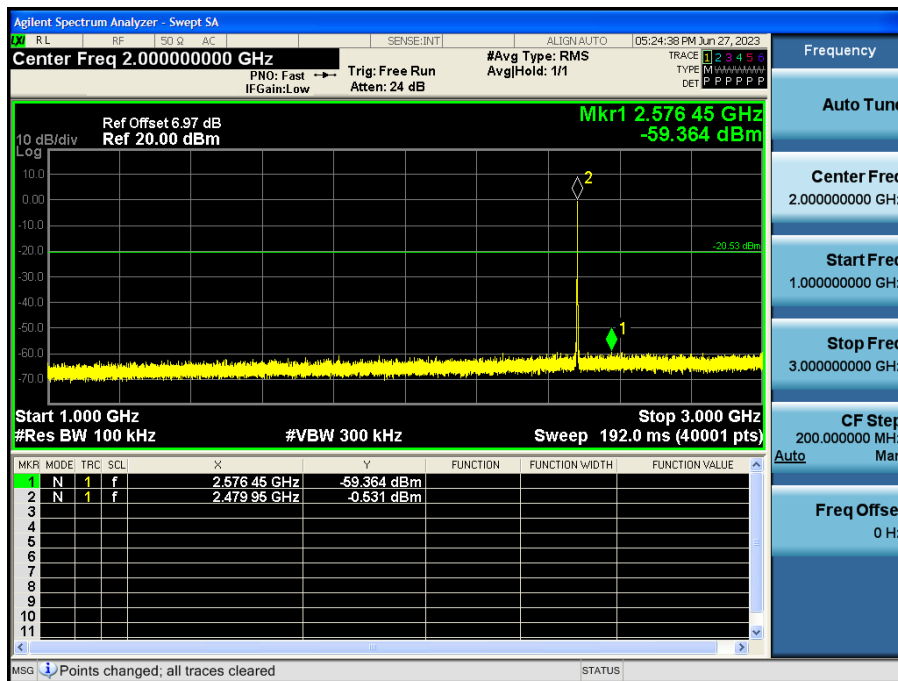 Agilent Spectrum Analyzer - Swept SA
LXI RL RF 50 Ω AC SENSE:INT ALIGN AUTO 05:24:38 PM Jun 27, 2023
Center Freq 2.000000000 GHz #Avg Type: RMS TRACE 1 2 3 4 5 6
PNO: Fast Trig: Free Run Avg|Hold: 1/1 TYPE MWWWWW
IFGain:Low Atten: 24 dB DET P P P P P P
Mkr1 2.576 45 GHz
-59.364 dBm
Ref Offset 6.97 dB
10 dB/div Ref 20.00 dBm
Log
10.0
0.00
-10.0
-20.0
-30.0
-40.0
-50.0
-60.0
-70.0
2
-20.53 dBm
1
Start 1.000 GHz Stop 3.000 GHz
#Res BW 100 kHz #VBW 300 kHz Sweep 192.0 ms (40001 pts)
MKR MODE TRC SCL X Y FUNCTION FUNCTION WIDTH FUNCTION VALUE
1 N 1 f 2.576 45 GHz -59.364 dBm
2 N 1 f 2.479 95 GHz -0.531 dBm
3
4
5
6
7
8
9
10
11
MSG Points changed; all traces cleared STATUS
Frequency
Auto Tune
Center Freq
2.000000000 GHz
Start Freq
1.000000000 GHz
Stop Freq
3.000000000 GHz
CF Step
200.000000 MHz
Auto Man
Freq Offset
0 Hz